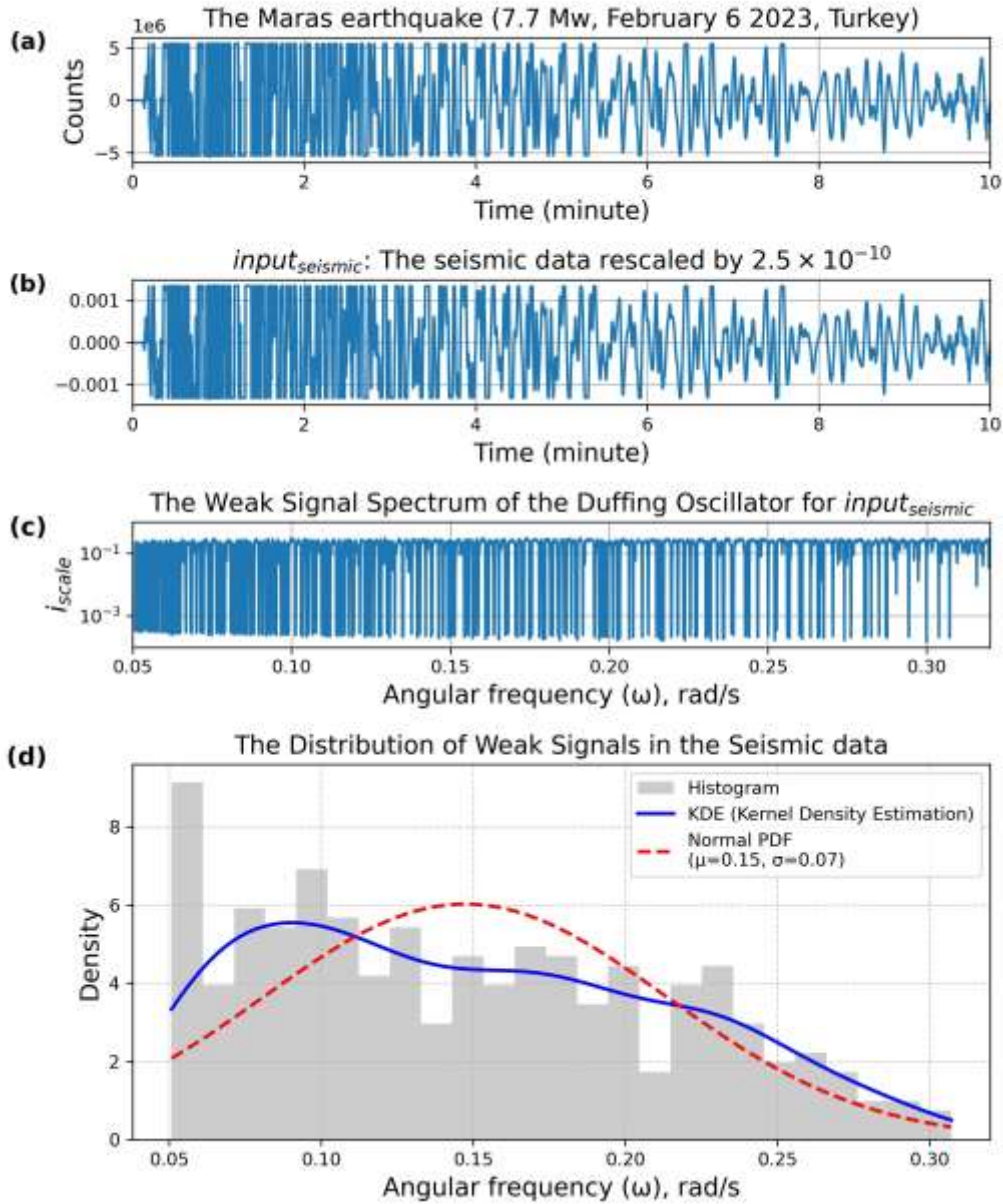 The Maras earthquake (7.7 Mw, February 6 2023, Turkey)
(a)
1e6
5
0
−5
Counts
0 2 4 6 8 10
Time (minute)
input_seismic: The seismic data rescaled by 2.5 × 10⁻¹⁰
(b)
0.001
0.000
−0.001
0 2 4 6 8 10
Time (minute)
The Weak Signal Spectrum of the Duffing Oscillator for input_seismic
(c)
10⁻¹
10⁻³
i_scale
0.05 0.10 0.15 0.20 0.25 0.30
Angular frequency (ω), rad/s
(d)
The Distribution of Weak Signals in the Seismic data
Histogram
KDE (Kernel Density Estimation)
Normal PDF
(μ=0.15, σ=0.07)
8
6
4
2
0
Density
0.05 0.10 0.15 0.20 0.25 0.30
Angular frequency (ω), rad/s